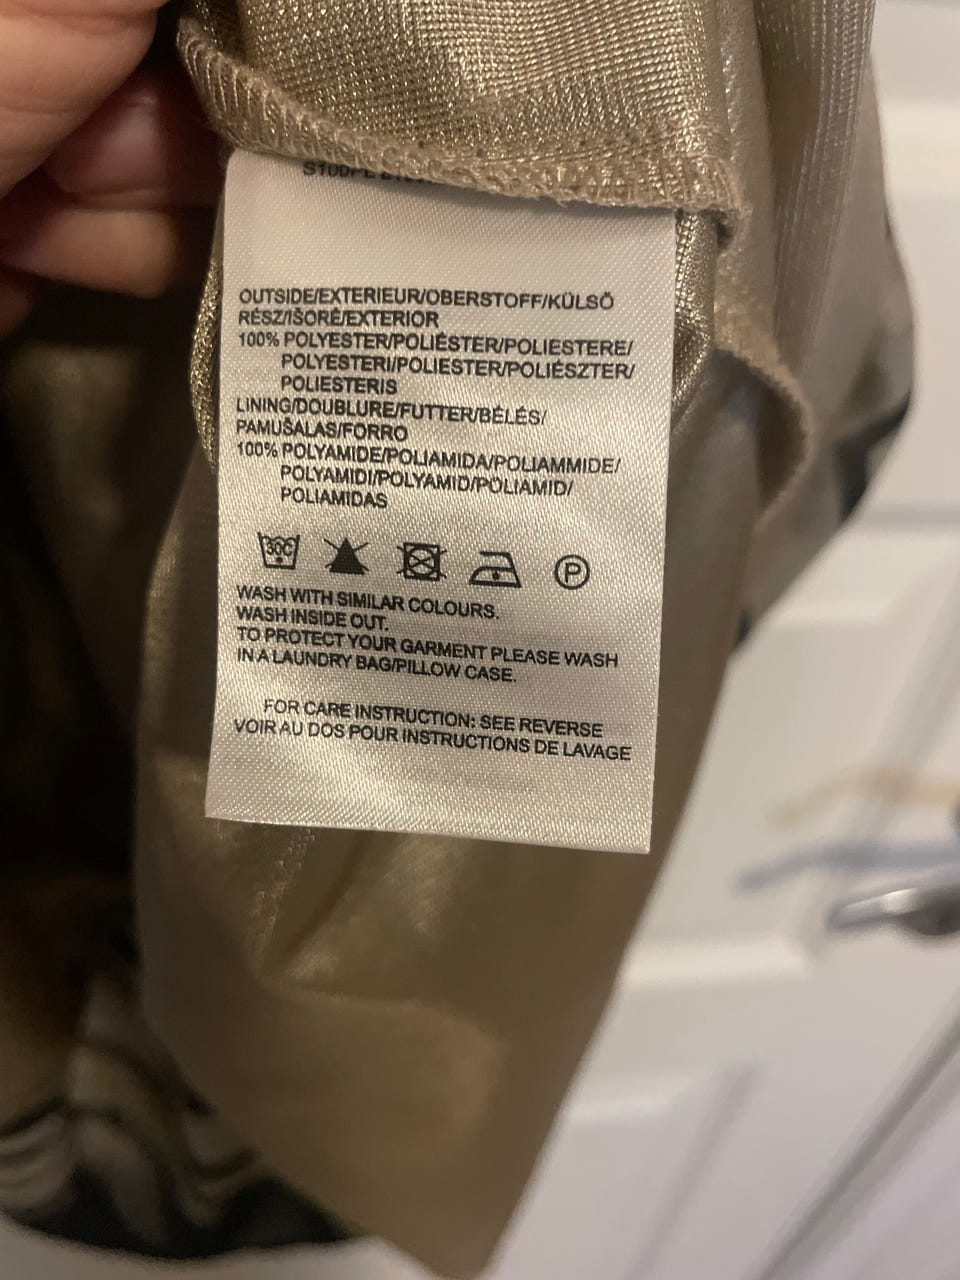 OUTSIDE/EXTERIEUR/OBERSTOFF/KÜLSŐ
RÉSZ/IŠORĖ/EXTERIOR
100% POLYESTER/POLIÉSTER/POLIESTERE/
POLYESTERI/POLIESTER/POLIÉSZTER/
POLIESTERIS
LINING/DOUBLURE/FUTTER/BÉLÉS/
PAMUŠALAS/FORRO
100% POLYAMIDE/POLIAMIDA/POLIAMMIDE/
POLYAMIDI/POLYAMID/POLIAMID/
POLIAMIDAS
30C P
WASH WITH SIMILAR COLOURS.
WASH INSIDE OUT.
TO PROTECT YOUR GARMENT PLEASE WASH
IN A LAUNDRY BAG/PILLOW CASE.
FOR CARE INSTRUCTION: SEE REVERSE
VOIR AU DOS POUR INSTRUCTIONS DE LAVAGE